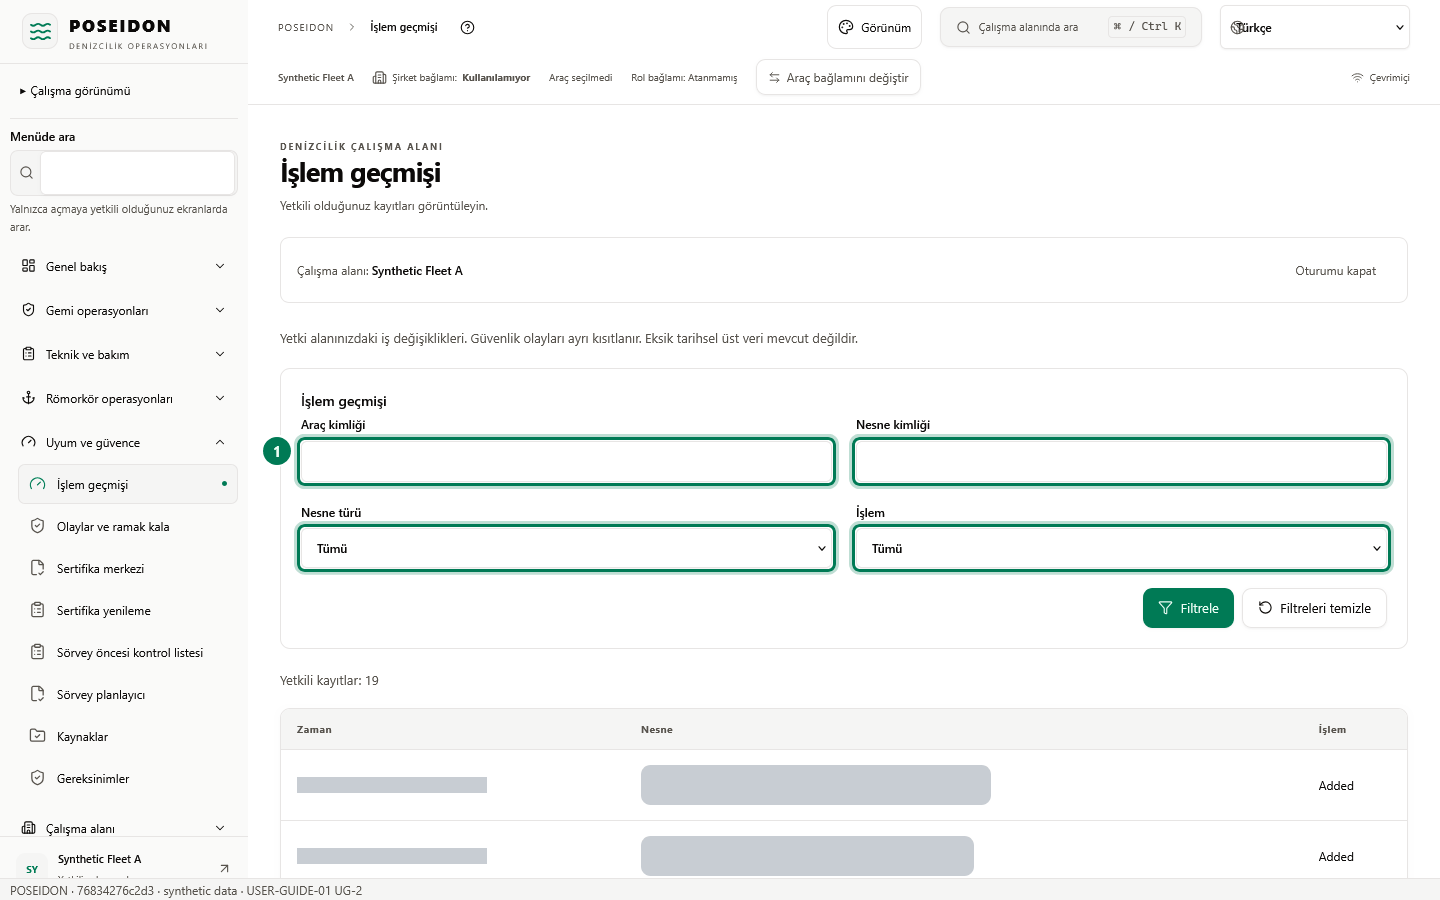 POSEIDON
DENİZCİLİK OPERASYONLARI
POSEIDON
İşlem geçmişi
Görünüm
Çalışma alanında ara
⌘ / Ctrl K
Türkçe
Synthetic Fleet A
Şirket bağlamı: Kullanılamıyor
Araç seçilmedi
Rol bağlamı: Atanmamış
Araç bağlamını değiştir
Çevrimiçi
Çalışma görünümü
Menüde ara
Yalnızca açmaya yetkili olduğunuz ekranlarda
arar.
Genel bakış
Gemi operasyonları
Teknik ve bakım
Römorkör operasyonları
Uyum ve güvence
İşlem geçmişi
Olaylar ve ramak kala
Sertifika merkezi
Sertifika yenileme
Sörvey öncesi kontrol listesi
Sörvey planlayıcı
Kaynaklar
Gereksinimler
Çalışma alanı
SY
Synthetic Fleet A
DENİZCİLİK ÇALIŞMA ALANI
İşlem geçmişi
Yetkili olduğunuz kayıtları görüntüleyin.
Çalışma alanı: Synthetic Fleet A
Oturumu kapat
Yetki alanınızdaki iş değişiklikleri. Güvenlik olayları ayrı kısıtlanır. Eksik tarihsel üst veri mevcut değildir.
İşlem geçmişi
Araç kimliği
Nesne kimliği
1
Nesne türü
İşlem
Tümü
Tümü
Filtrele
Filtreleri temizle
Yetkili kayıtlar: 19
Zaman
Nesne
İşlem
Added
Added
POSEIDON · 76834276c2d3 · synthetic data · USER-GUIDE-01 UG-2